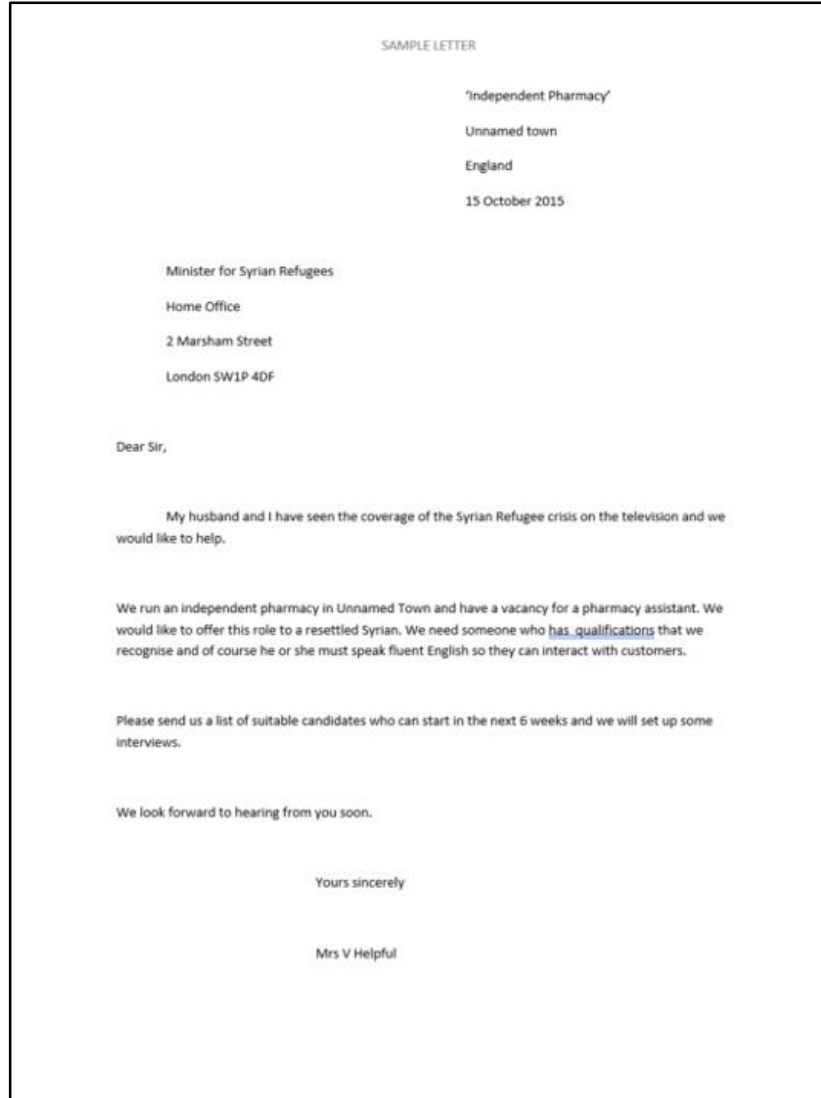 SAMPLE LETTER
‘Independent Pharmacy’
Unnamed town
England
15 October 2015
Minister for Syrian Refugees
Home Office
2 Marsham Street
London SW1P 4DF
Dear Sir,
My husband and I have seen the coverage of the Syrian Refugee crisis on the television and we
would like to help.
We run an independent pharmacy in Unnamed Town and have a vacancy for a pharmacy assistant. We
would like to offer this role to a resettled Syrian. We need someone who has  qualifications that we
recognise and of course he or she must speak fluent English so they can interact with customers.
Please send us a list of suitable candidates who can start in the next 6 weeks and we will set up some
interviews.
We look forward to hearing from you soon.
Yours sincerely
Mrs V Helpful